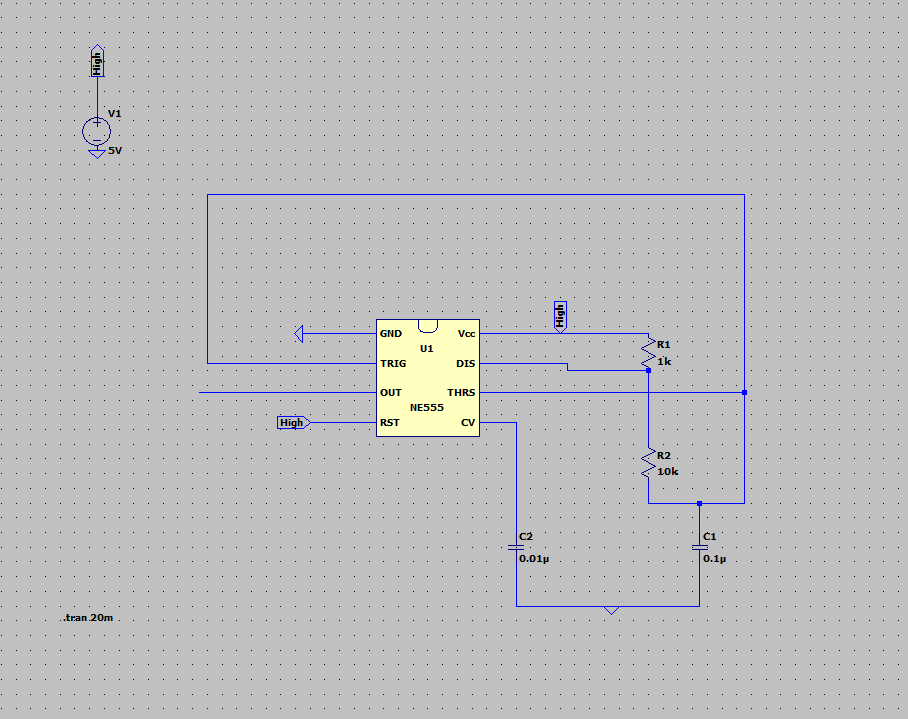 High
V1
5V
High
GND
Vcc
R1
U1
1k
TRIG
DIS
OUT
THRS
NE555
High
RST
CV
R2
10k
C2
C1
0.01µ
0.1µ
.tran 20m